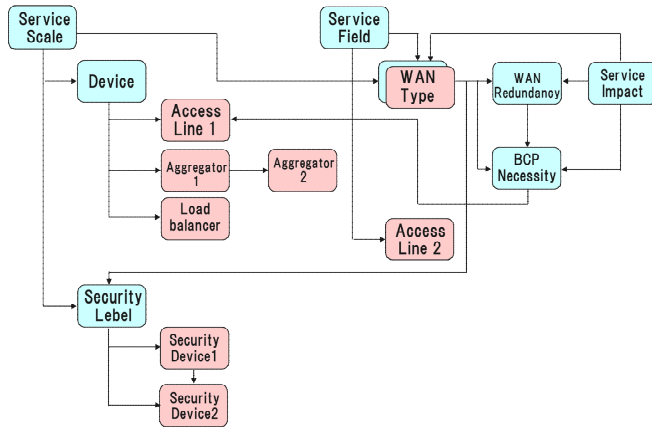 Service
Scale
Service
Field
Device
WAN
Type
WAN
Redundancy
Service
Impact
Access
Line 1
Aggregator
1
Aggregator
2
BCP
Necessity
Load
balancer
Access
Line 2
Security
Lebel
Security
Device1
Security
Device2